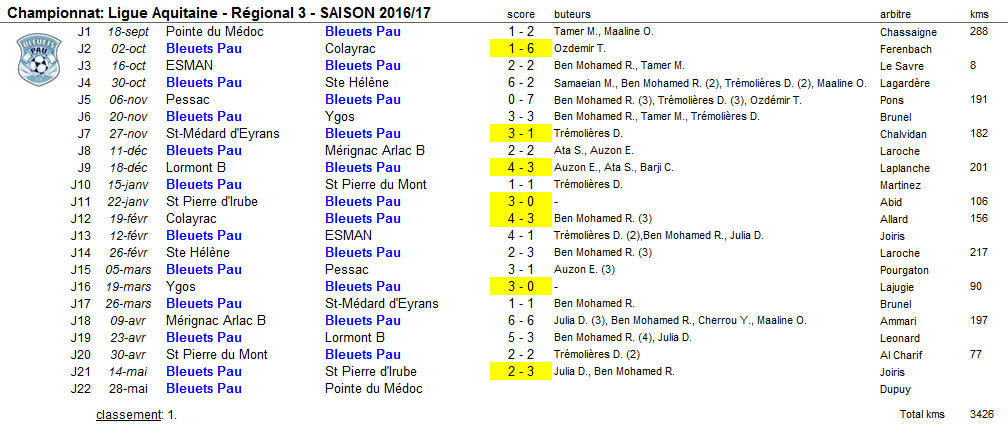 Championnat: Ligue Aquitaine - Régional 3 - SAISON 2016/17 score buteurs arbitre kms
BLEUETS PAU
J1 18-sept Pointe du Médoc Bleuets Pau 1 - 2 Tamer M., Maaline O. Chassaigne 288
J2 02-oct Bleuets Pau Colayrac 1 - 6 Ozdemir T. Ferenbach
J3 16-oct ESMAN Bleuets Pau 2 - 2 Ben Mohamed R., Tamer M. Le Savre 8
J4 30-oct Bleuets Pau Ste Hélène 6 - 2 Samaeian M., Ben Mohamed R. (2), Trémolières D. (2), Maaline O. Lagardère
J5 06-nov Pessac Bleuets Pau 0 - 7 Ben Mohamed R. (3), Trémolières D. (3), Ozdémir T. Pons 191
J6 20-nov Bleuets Pau Ygos 3 - 3 Ben Mohamed R., Tamer M., Trémolières D. Brunel
J7 27-nov St-Médard d'Eyrans Bleuets Pau 3 - 1 Trémolières D. Chalvidan 182
J8 11-déc Bleuets Pau Mérignac Arlac B 2 - 2 Ata S., Auzon E. Laroche
J9 18-déc Lormont B Bleuets Pau 4 - 3 Auzon E., Ata S., Barji C. Laplanche 201
J10 15-janv Bleuets Pau St Pierre du Mont 1 - 1 Trémolières D. Martinez
J11 22-janv St Pierre d'Irube Bleuets Pau 3 - 0 - Abid 106
J12 19-févr Colayrac Bleuets Pau 4 - 3 Ben Mohamed R. (3) Allard 156
J13 12-févr Bleuets Pau ESMAN 4 - 1 Trémolières D. (2),Ben Mohamed R., Julia D. Joiris
J14 26-févr Ste Hélène Bleuets Pau 2 - 3 Ben Mohamed R. (3) Laroche 217
J15 05-mars Bleuets Pau Pessac 3 - 1 Auzon E. (3) Pourgaton
J16 19-mars Ygos Bleuets Pau 3 - 0 - Lajugie 90
J17 26-mars Bleuets Pau St-Médard d'Eyrans 1 - 1 Ben Mohamed R. Brunel
J18 09-avr Mérignac Arlac B Bleuets Pau 6 - 6 Julia D. (3), Ben Mohamed R., Cherrou Y., Maaline O. Ammari 197
J19 23-avr Bleuets Pau Lormont B 5 - 3 Ben Mohamed R. (4), Julia D. Leonard
J20 30-avr St Pierre du Mont Bleuets Pau 2 - 2 Trémolières D. (2) Al Charif 77
J21 14-mai Bleuets Pau St Pierre d'Irube 2 - 3 Julia D., Ben Mohamed R. Joiris
J22 28-mai Bleuets Pau Pointe du Médoc Dupuy
classement: 1. Total kms 3426